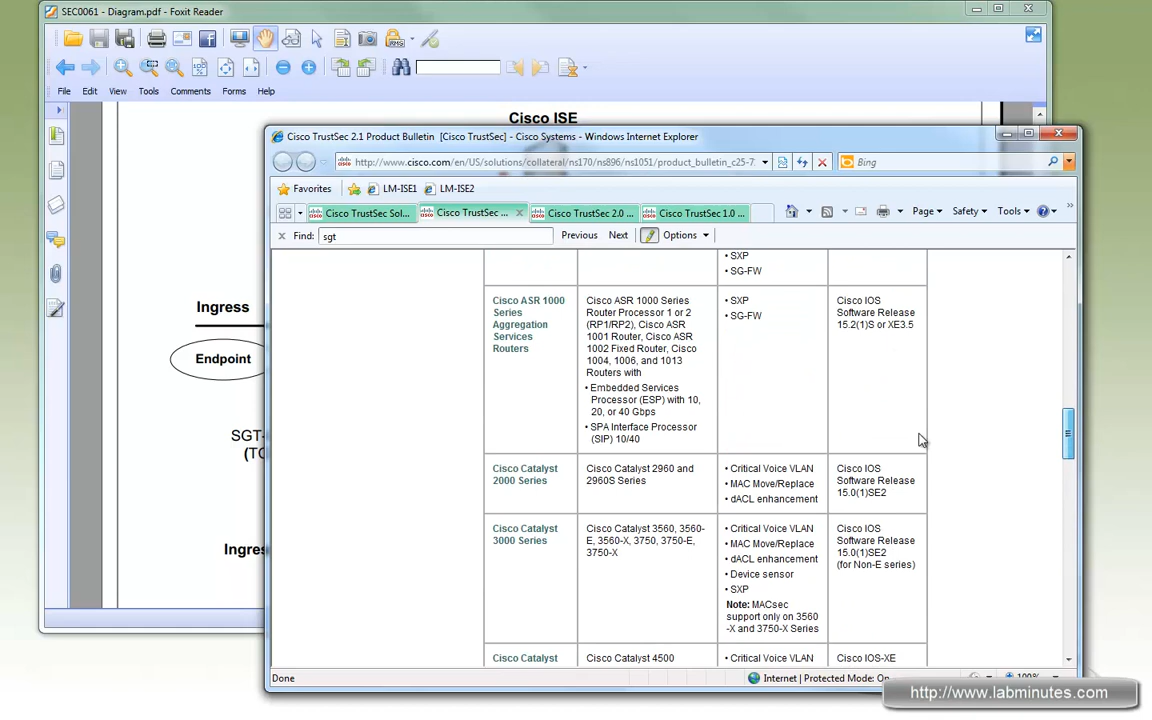 SEC0061 - Diagram.pdf - Foxit Reader
File Edit View Tools Comments Forms Help
Cisco ISE
Ingress
Endpoint
SGT-
(TC
Ingres
Cisco TrustSec 2.1 Product Bulletin [Cisco TrustSec] - Cisco Systems - Windows Internet Explorer
http://www.cisco.com/en/US/solutions/collateral/ns170/ns896/ns1051/product_bulletin_c25-7
Bing
Favorites LM-ISE1 LM-ISE2
Cisco TrustSec Sol... Cisco TrustSec ... Cisco TrustSec 2.0 ... Cisco TrustSec 1.0 ...
Page Safety Tools
Find: sgt Previous Next Options
• SXP
• SG-FW
Cisco ASR 1000
Series
Aggregation
Services
Routers
Cisco ASR 1000 Series
Router Processor 1 or 2
(RP1/RP2), Cisco ASR
1001 Router, Cisco ASR
1002 Fixed Router, Cisco
1004, 1006, and 1013
Routers with
• Embedded Services
Processor (ESP) with 10,
20, or 40 Gbps
• SPA Interface Processor
(SIP) 10/40
• SXP
• SG-FW
Cisco IOS
Software Release
15.2(1)S or XE3.5
Cisco Catalyst
2000 Series
Cisco Catalyst 2960 and
2960S Series
• Critical Voice VLAN
• MAC Move/Replace
• dACL enhancement
Cisco IOS
Software Release
15.0(1)SE2
Cisco Catalyst
3000 Series
Cisco Catalyst 3560, 3560-
E, 3560-X, 3750, 3750-E,
3750-X
• Critical Voice VLAN
• MAC Move/Replace
• dACL enhancement
• Device sensor
• SXP
Note: MACsec
support only on 3560
-X and 3750-X Series
Cisco IOS
Software Release
15.0(1)SE2
(for Non-E series)
Cisco Catalyst
Cisco Catalyst 4500
• Critical Voice VLAN
Cisco IOS-XE
Done
Internet | Protected Mode: On
100%
http://www.labminutes.com